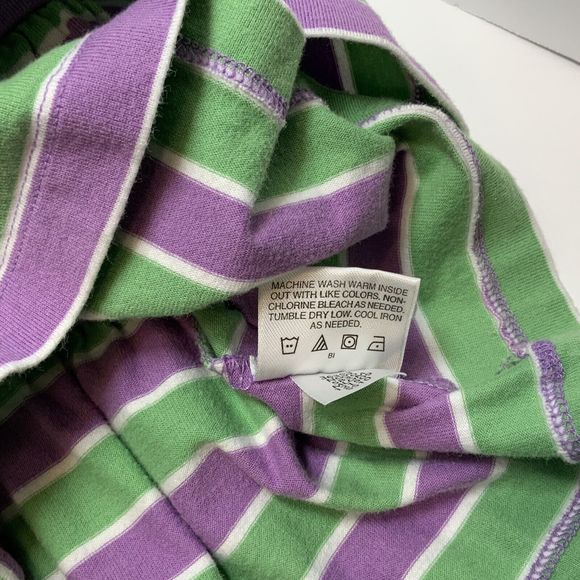 MACHINE WASH WARM INSIDE
OUT WITH LIKE COLORS. NON-
CHLORINE BLEACH AS NEEDED.
TUMBLE DRY LOW. COOL IRON
AS NEEDED.
BI